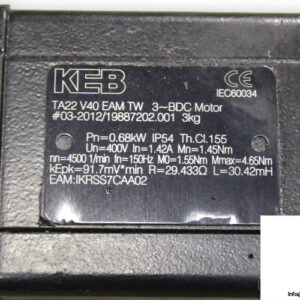 KEB
CE
IEC60034
TA22 V40 EAM TW 3~BDC Motor
#03-2012/19887202.001 3kg
Pn=0.68kW IP54 Th.Cl.155
Un=400V In=1.42A Mn=1.45Nm
nn=4500 1/min fn=150Hz M0=1.55Nm Mmax=4.65Nm
kEpk=91.7mV*min R=29.433Ω L=30.42mH
EAM:IKRSS7CAA02